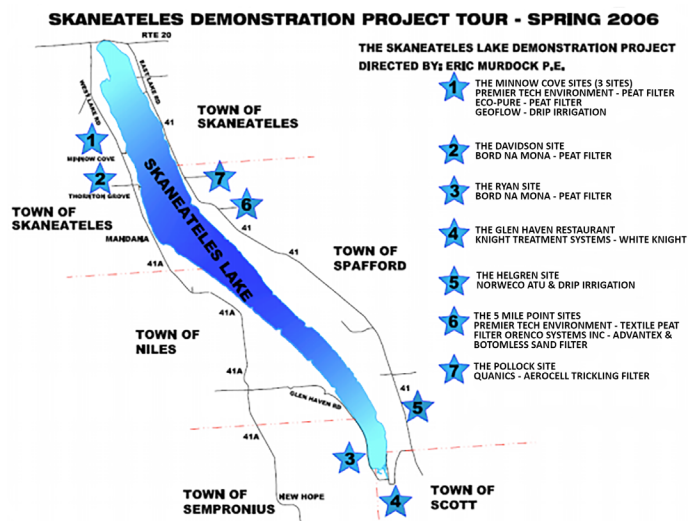 SKANEATELES DEMONSTRATION PROJECT TOUR - SPRING 2006
RTE 20
THE SKANEATELES LAKE DEMONSTRATION PROJECT
DIRECTED BY: ERIC MURDOCK P.E.
WEST LAKE RD
EAST LAKE RD
41
TOWN OF
SKANEATELES
1
MINNOW COVE
2
THORNTON GROVE
TOWN OF
SKANEATELES
MANDANA
41A
SKANEATELES LAKE
7
6
41
41
TOWN OF
SPAFFORD
41A
TOWN OF
NILES
41A
GLEN HAVEN RD
41
5
41A
3
TOWN OF
SEMPRONIUS
NEW HOPE
4
TOWN OF
SCOTT
1
THE MINNOW COVE SITES (3 SITES)
PREMIER TECH ENVIRONMENT - PEAT FILTER
ECO-PURE - PEAT FILTER
GEOFLOW - DRIP IRRIGATION
2
THE DAVIDSON SITE
BORD NA MONA - PEAT FILTER
3
THE RYAN SITE
BORD NA MONA - PEAT FILTER
4
THE GLEN HAVEN RESTAURANT
KNIGHT TREATMENT SYSTEMS - WHITE KNIGHT
5
THE HELGREN SITE
NORWECO ATU & DRIP IRRIGATION
6
THE 5 MILE POINT SITES
PREMIER TECH ENVIRONMENT - TEXTILE PEAT
FILTER ORENCO SYSTEMS INC - ADVANTEX &
BOTOMLESS SAND FILTER
7
THE POLLOCK SITE
QUANICS - AEROCELL TRICKLING FILTER